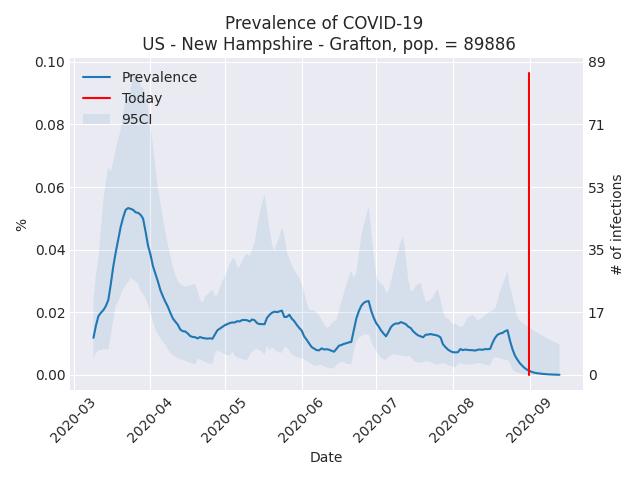 Prevalence of COVID-19
US - New Hampshire - Grafton, pop. = 89886
Prevalence
Today
95CI
%
0.10
0.08
0.06
0.04
0.02
0.00
89
71
53
35
17
0
# of infections
2020-03
2020-04
2020-05
2020-06
2020-07
2020-08
2020-09
Date